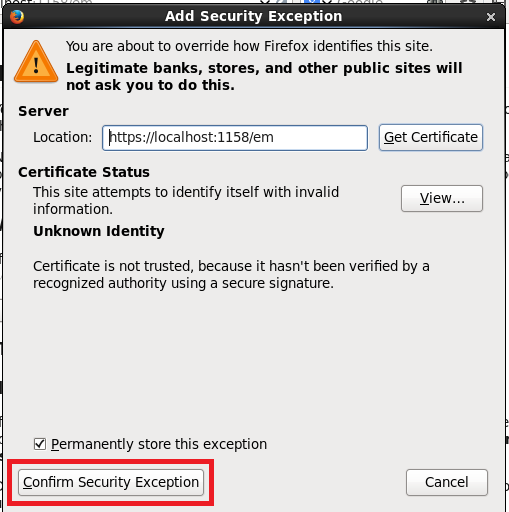 Add Security Exception
You are about to override how Firefox identifies this site.
Legitimate banks, stores, and other public sites will
not ask you to do this.
Server
Location: https://localhost:1158/em Get Certificate
Certificate Status
This site attempts to identify itself with invalid
information.
View...
Unknown Identity
Certificate is not trusted, because it hasn't been verified by a
recognized authority using a secure signature.
Permanently store this exception
Confirm Security Exception Cancel